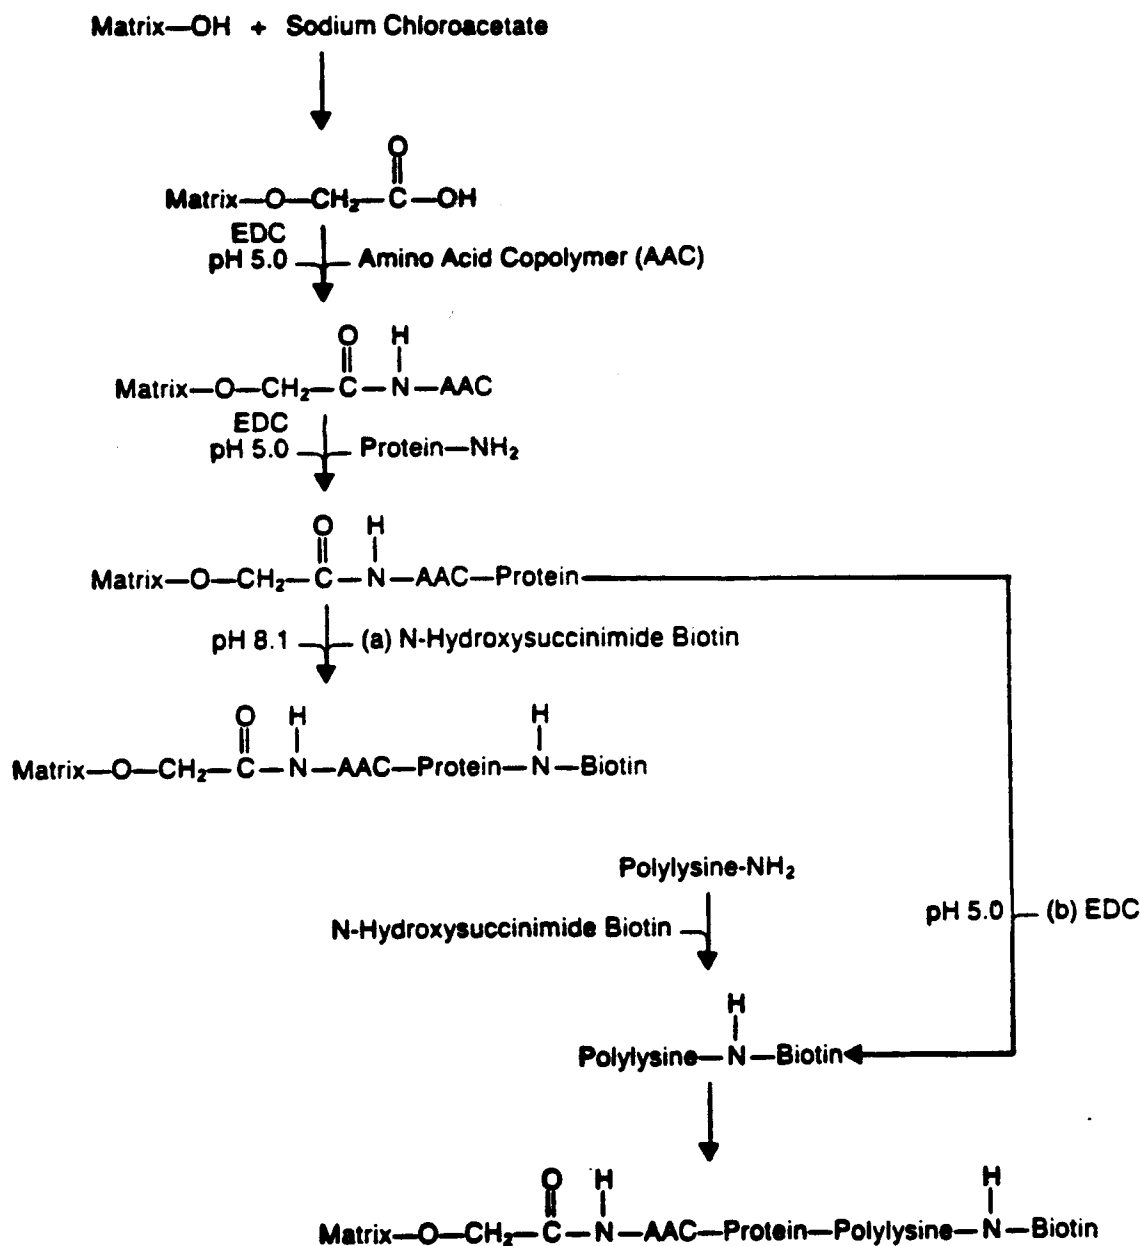 Matrix—OH + Sodium Chloroacetate
O
Matrix—O—CH₂—C—OH
EDC
pH 5.0 Amino Acid Copolymer (AAC)
O H
Matrix—O—CH₂—C—N—AAC
EDC
pH 5.0 Protein—NH₂
O H
Matrix—O—CH₂—C—N—AAC—Protein
pH 8.1 (a) N-Hydroxysuccinimide Biotin
O H H
Matrix—O—CH₂—C—N—AAC—Protein—N—Biotin
Polylysine-NH₂
pH 5.0 (b) EDC
N-Hydroxysuccinimide Biotin
H
Polylysine—N—Biotin
O H H
Matrix—O—CH₂—C—N—AAC—Protein—Polylysine—N—Biotin